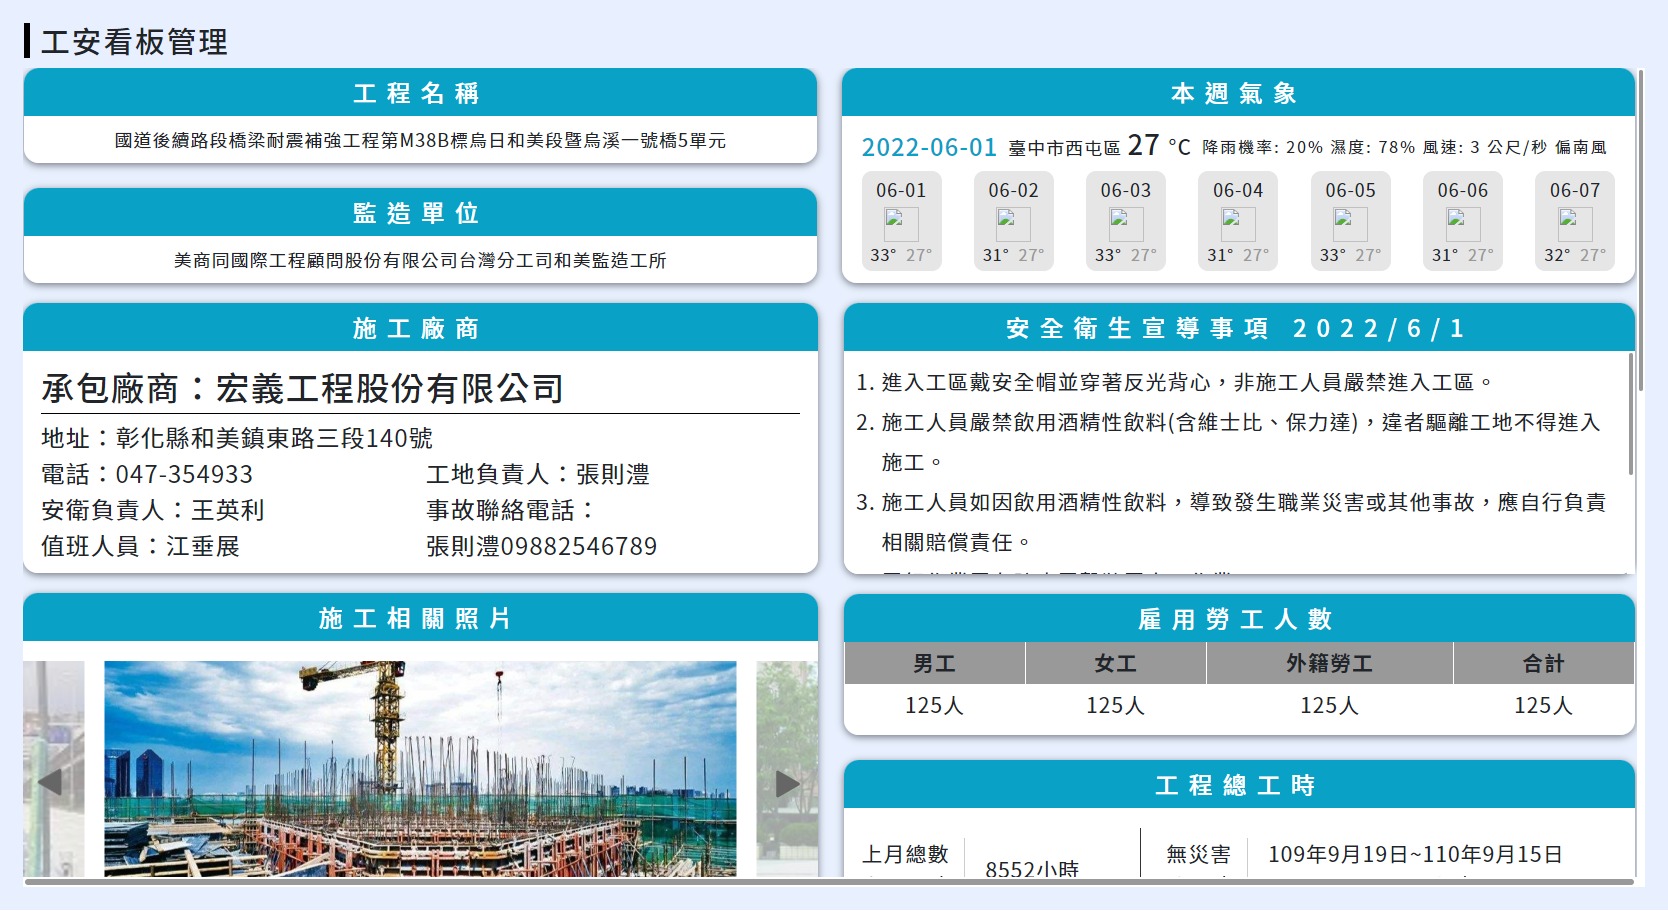 工安看板管理
工程名稱
國道後續路段橋梁耐震補強工程第M38B標烏日和美段暨烏溪一號橋5單元
監造單位
美商同國際工程顧問股份有限公司台灣分工司和美監造工所
施工廠商
承包廠商：宏義工程股份有限公司
地址：彰化縣和美鎮東路三段140號
電話：047-354933
工地負責人：張則澧
安衛負責人：王英利
事故聯絡電話：
值班人員：江垂展
張則澧09882546789
施工相關照片
本週氣象
2022-06-01 臺中市西屯區 27 °C 降雨機率: 20% 濕度: 78% 風速: 3 公尺/秒 偏南風
06-01 06-02 06-03 06-04 06-05 06-06 06-07
33° 27° 31° 27° 33° 27° 31° 27° 33° 27° 31° 27° 32° 27°
安全衛生宣導事項 2022/6/1
1. 進入工區戴安全帽並穿著反光背心，非施工人員嚴禁進入工區。
2. 施工人員嚴禁飲用酒精性飲料(含維士比、保力達)，違者驅離工地不得進入
施工。
3. 施工人員如因飲用酒精性飲料，導致發生職業災害或其他事故，應自行負責
相關賠償責任。
雇用勞工人數
男工 女工 外籍勞工 合計
125人 125人 125人 125人
工程總工時
上月總數
8552小時
無災害
109年9月19日~110年9月15日